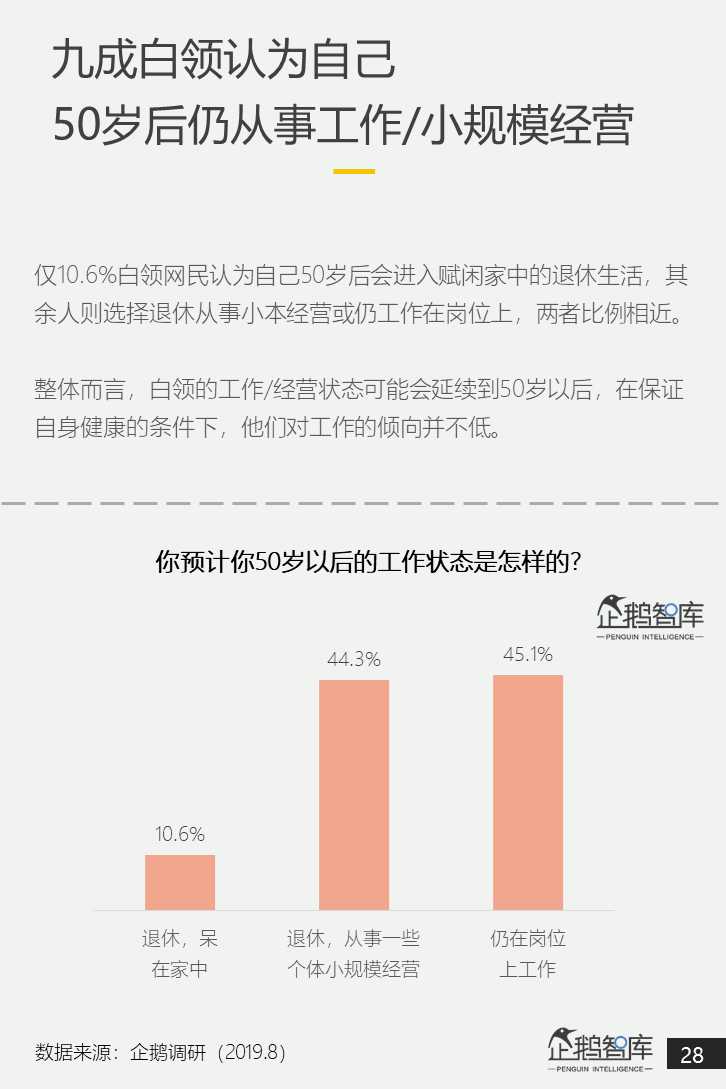 九成白领认为自己
50岁后仍从事工作/小规模经营
仅10.6%白领网民认为自己50岁后会进入赋闲家中的退休生活，其
余人则选择退休从事小本经营或仍工作在岗位上，两者比例相近。
整体而言，白领的工作/经营状态可能会延续到50岁以后，在保证
自身健康的条件下，他们对工作的倾向并不低。
你预计你50岁以后的工作状态是怎样的?
企鹅智库
PENGUIN INTELLIGENCE
10.6%
44.3%
45.1%
退休，呆
在家中
退休，从事一些
个体小规模经营
仍在岗位
上工作
数据来源：企鹅调研（2019.8）
企鹅智库
PENGUIN INTELLIGENCE
28